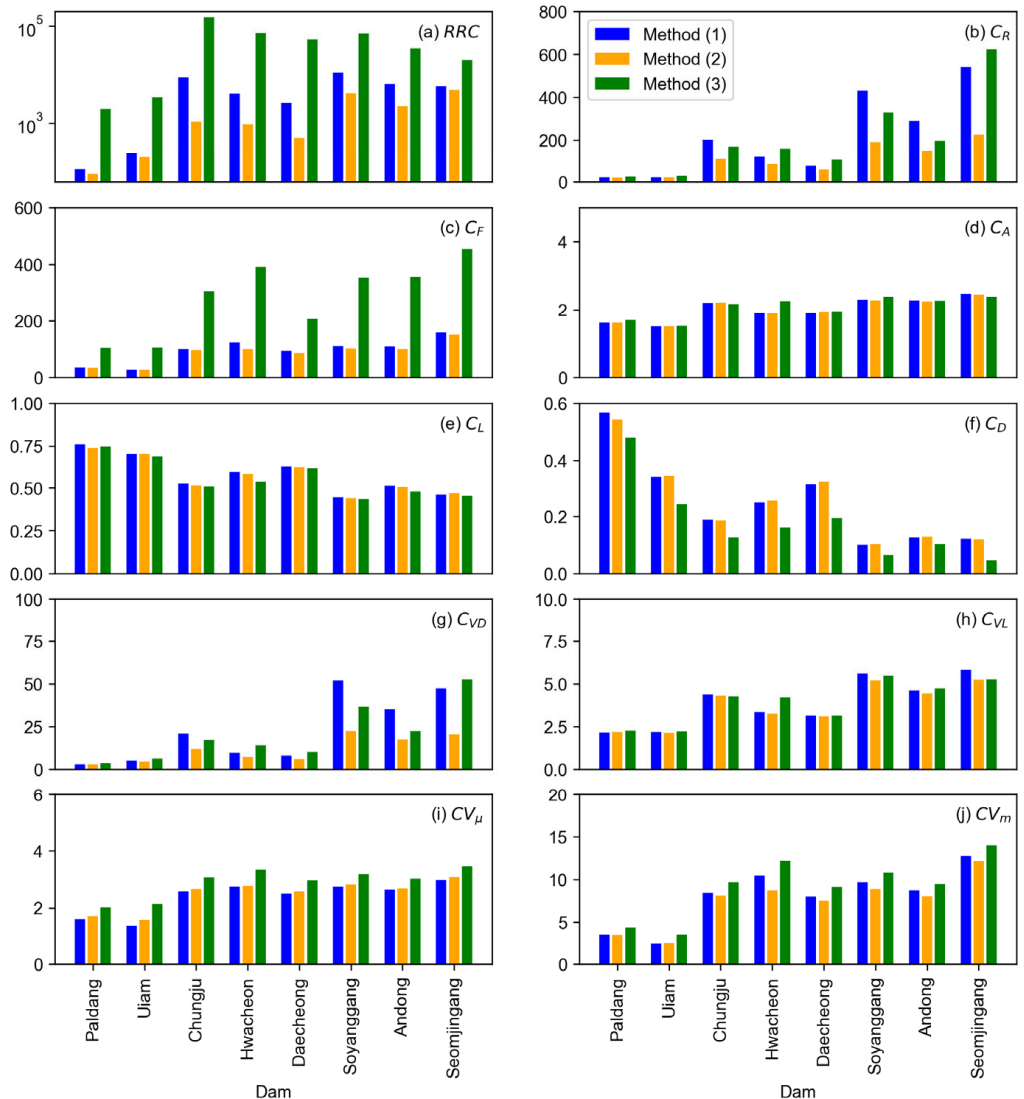 10^5
10^3
(a) RRC
800
600
400
200
0
(b) C_R
Method (1)
Method (2)
Method (3)
600
400
200
0
(c) C_F
4
2
0
(d) C_A
1.00
0.75
0.50
0.25
0.00
(e) C_L
0.6
0.4
0.2
0.0
(f) C_D
100
75
50
25
0
(g) C_VD
10.0
7.5
5.0
2.5
0.0
(h) C_VL
6
4
2
0
(i) CV_μ
20
15
10
5
0
(j) CV_m
Paldang
Uiam
Chungju
Hwacheon
Daecheong
Soyanggang
Andong
Seomjingang
Dam
Paldang
Uiam
Chungju
Hwacheon
Daecheong
Soyanggang
Andong
Seomjingang
Dam